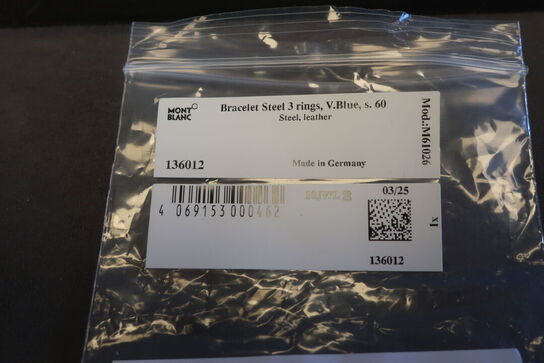 MONT
BLANC
Bracelet Steel 3 rings, V.Blue, s. 60
Steel, leather
Mod.:M61026
136012
Made in Germany
03/25
4 069153 000462
1x
136012